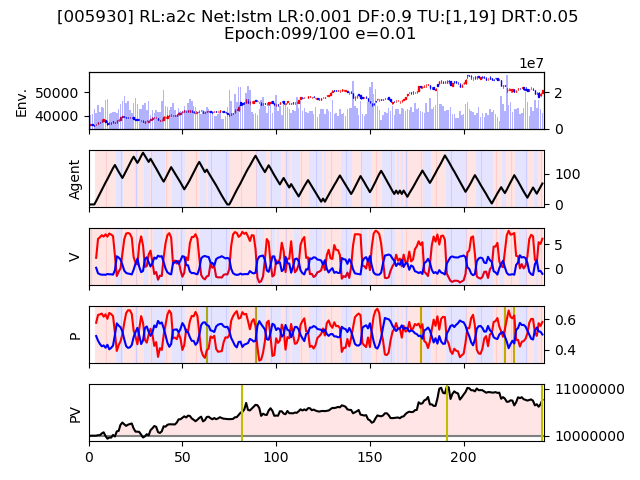 [005930] RL:a2c Net:lstm LR:0.001 DF:0.9 TU:[1,19] DRT:0.05
Epoch:099/100 e=0.01
1e7
Env.
50000
40000
2
0
Agent
100
0
V
5
0
P
0.6
0.4
PV
11000000
10000000
0 50 100 150 200